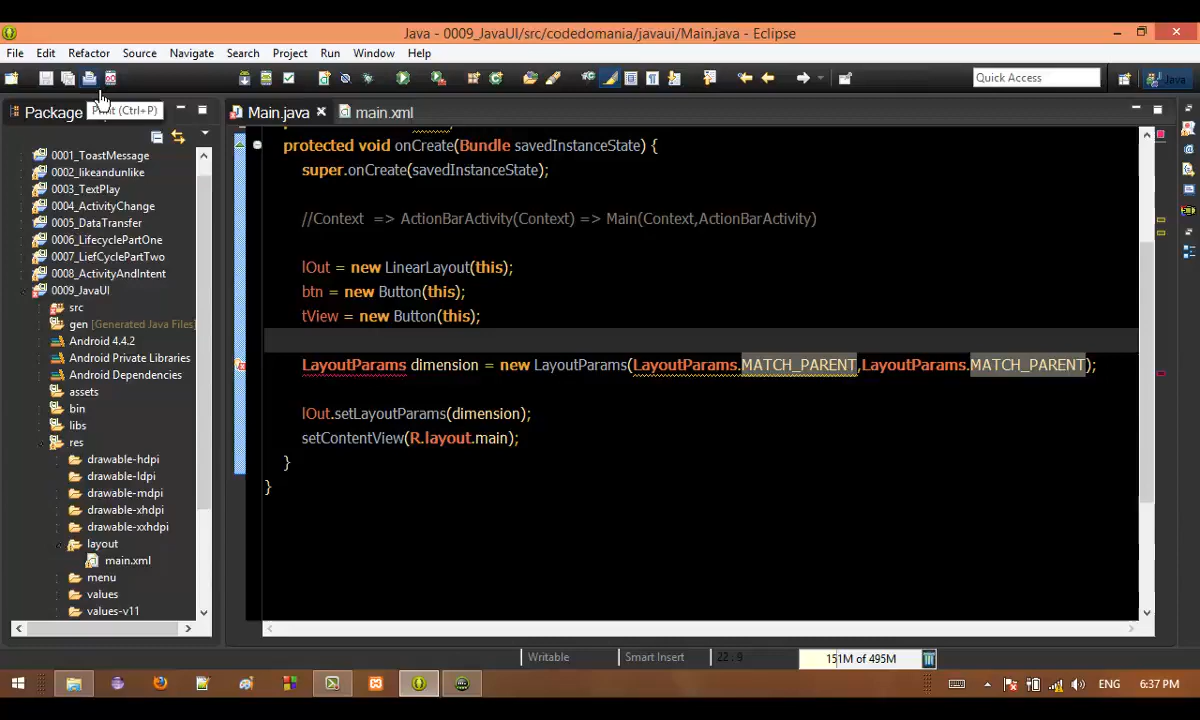 Java - 0009_JavaUI/src/codedomania/javaui/Main.java - Eclipse
File Edit Refactor Source Navigate Search Project Run Window Help
Quick Access
Java
Package
Print (Ctrl+P)
Main.java
main.xml
0001_ToastMessage
0002_likeandunlike
0003_TextPlay
0004_ActivityChange
0005_DataTransfer
0006_LifecyclePartOne
0007_LiefCyclePartTwo
0008_ActivityAndIntent
0009_JavaUI
src
gen [Generated Java Files]
Android 4.4.2
Android Private Libraries
Android Dependencies
assets
bin
libs
res
drawable-hdpi
drawable-ldpi
drawable-mdpi
drawable-xhdpi
drawable-xxhdpi
layout
main.xml
menu
values
values-v11
protected void onCreate(Bundle savedInstanceState) {
super.onCreate(savedInstanceState);
//Context => ActionBarActivity(Context) => Main(Context,ActionBarActivity)
lOut = new LinearLayout(this);
btn = new Button(this);
tView = new Button(this);
LayoutParams dimension = new LayoutParams(LayoutParams.MATCH_PARENT,LayoutParams.MATCH_PARENT);
lOut.setLayoutParams(dimension);
setContentView(R.layout.main);
}
}
Writable
Smart Insert
22 : 9
151M of 495M
ENG
6:37 PM